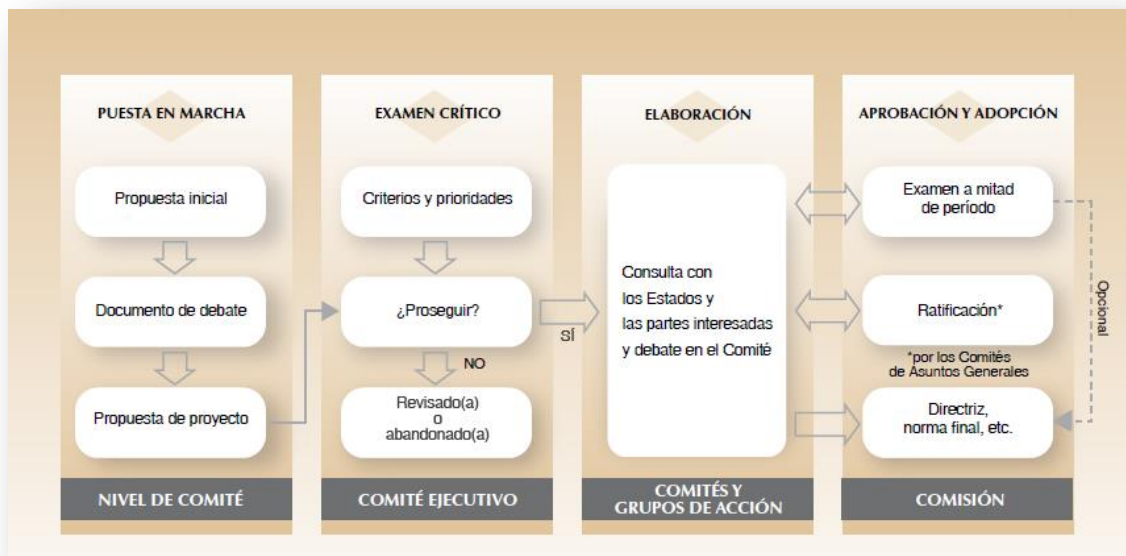 PUESTA EN MARCHA
Propuesta inicial
Documento de debate
Propuesta de proyecto
NIVEL DE COMITÉ
EXAMEN CRÍTICO
Criterios y prioridades
¿Proseguir?
SÍ
NO
Revisado(a)
o
abandonado(a)
COMITÉ EJECUTIVO
ELABORACIÓN
Consulta con
los Estados y
las partes interesadas
y debate en el Comité
COMITÉS Y
GRUPOS DE ACCIÓN
APROBACIÓN Y ADOPCIÓN
Examen a mitad
de período
Opcional
Ratificación*
*por los Comités
de Asuntos Generales
Directriz,
norma final, etc.
COMISIÓN